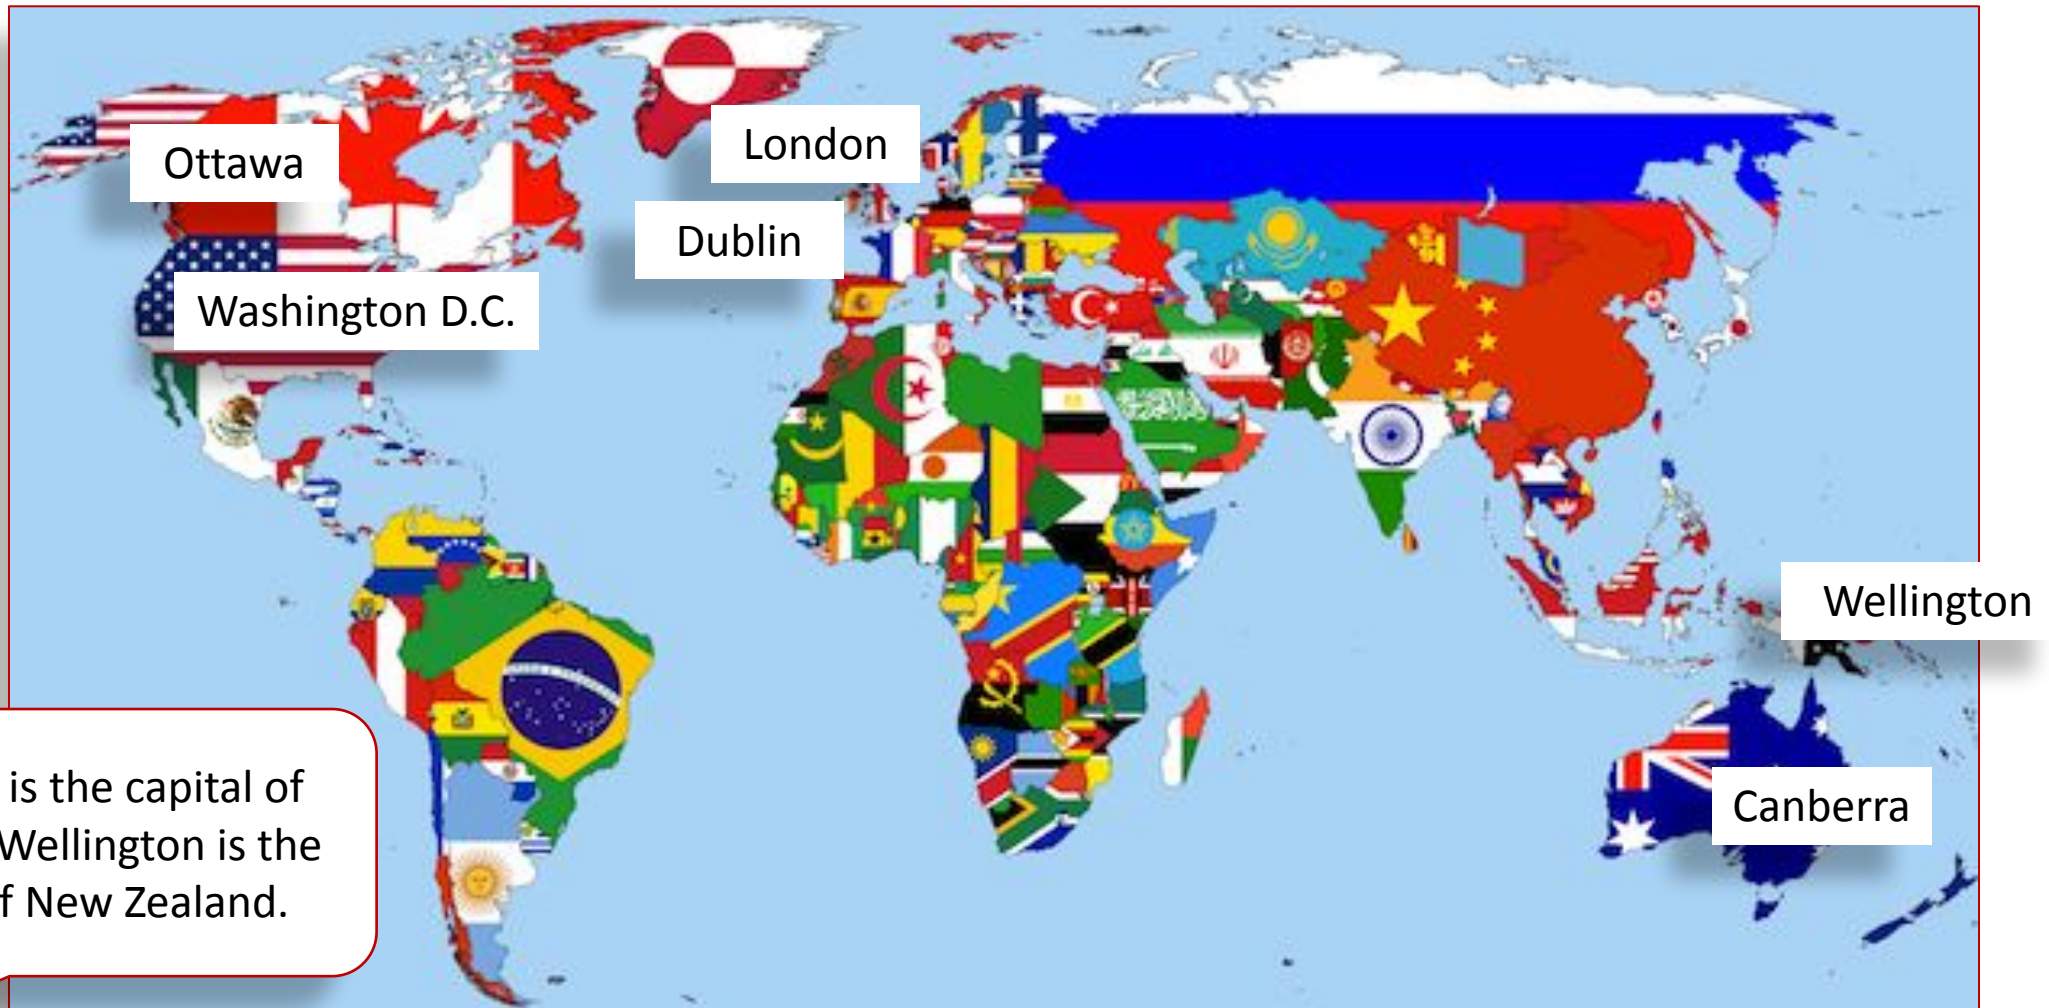 London
Ottawa
Dublin
Washington D.C.
Wellington
is the capital of
Wellington is the
f New Zealand.
Canberra